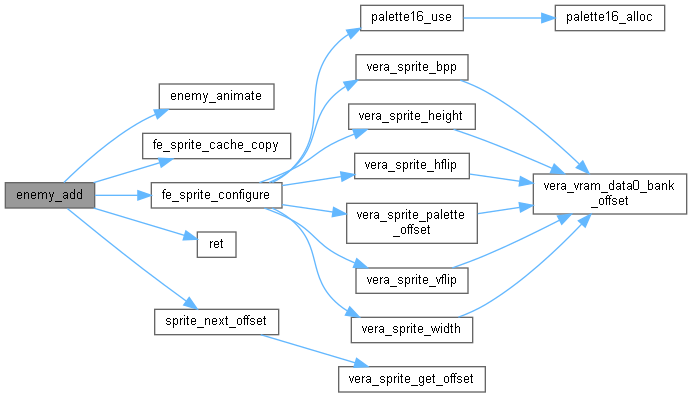 palette16_use
palette16_alloc
vera_sprite_bpp
enemy_animate
vera_sprite_height
fe_sprite_cache_copy
vera_sprite_hflip
vera_vram_data0_bank
_offset
enemy_add
fe_sprite_configure
vera_sprite_palette
_offset
ret
vera_sprite_vflip
sprite_next_offset
vera_sprite_width
vera_sprite_get_offset